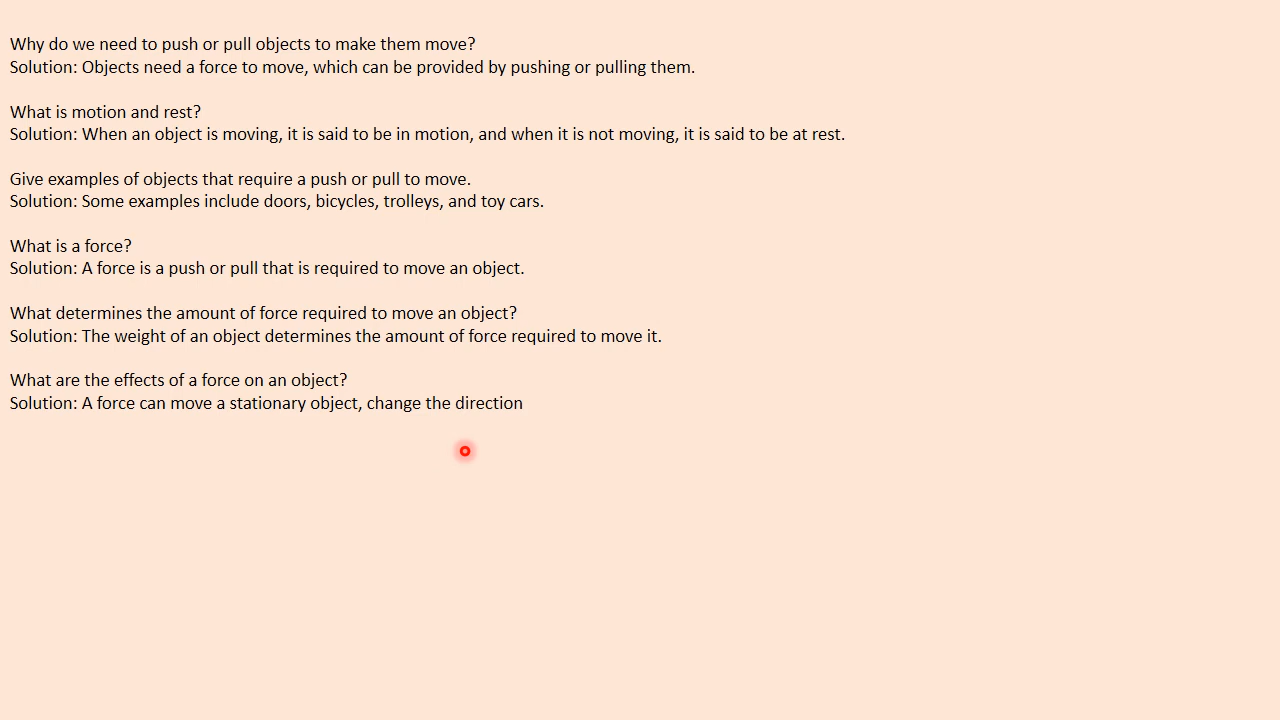 Why do we need to push or pull objects to make them move?
Solution: Objects need a force to move, which can be provided by pushing or pulling them.
What is motion and rest?
Solution: When an object is moving, it is said to be in motion, and when it is not moving, it is said to be at rest.
Give examples of objects that require a push or pull to move.
Solution: Some examples include doors, bicycles, trolleys, and toy cars.
What is a force?
Solution: A force is a push or pull that is required to move an object.
What determines the amount of force required to move an object?
Solution: The weight of an object determines the amount of force required to move it.
What are the effects of a force on an object?
Solution: A force can move a stationary object, change the direction